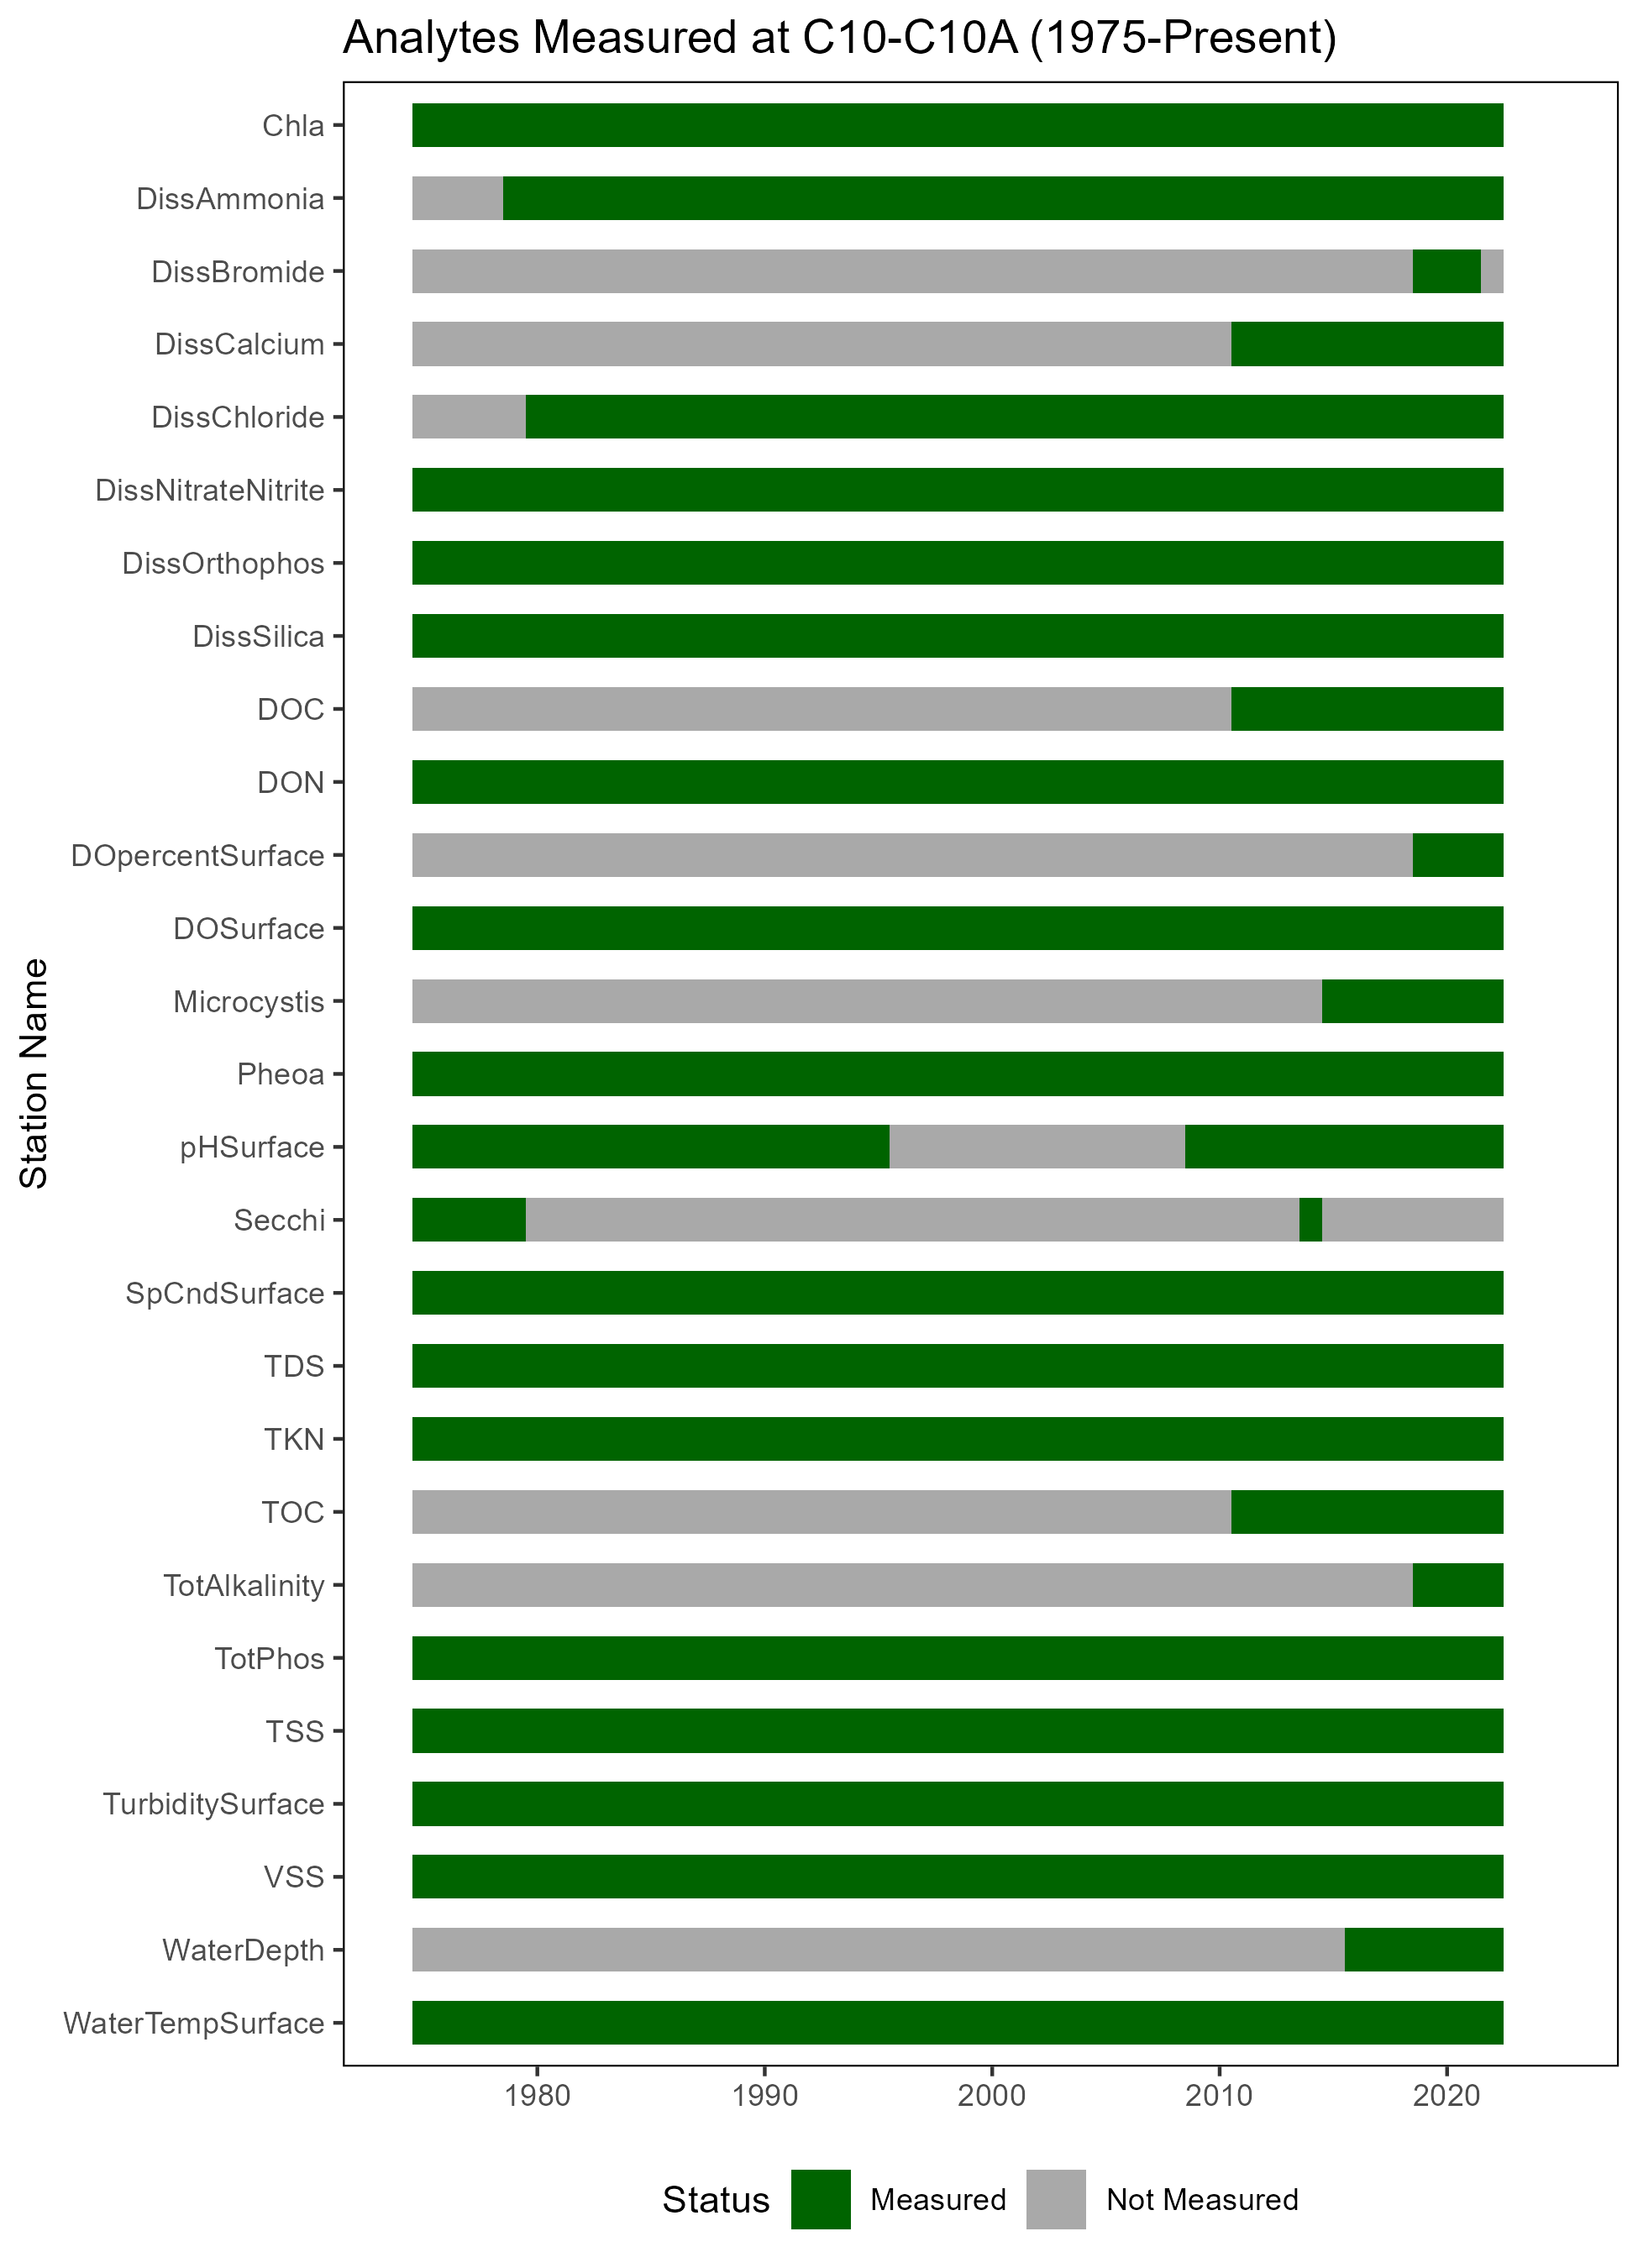 Analytes Measured at C10-C10A (1975-Present)
Station Name
Chla
DissAmmonia
DissBromide
DissCalcium
DissChloride
DissNitrateNitrite
DissOrthophos
DissSilica
DOC
DON
DOpercentSurface
DOSurface
Microcystis
Pheoa
pHSurface
Secchi
SpCndSurface
TDS
TKN
TOC
TotAlkalinity
TotPhos
TSS
TurbiditySurface
VSS
WaterDepth
WaterTempSurface
1980 1990 2000 2010 2020
Status Measured Not Measured